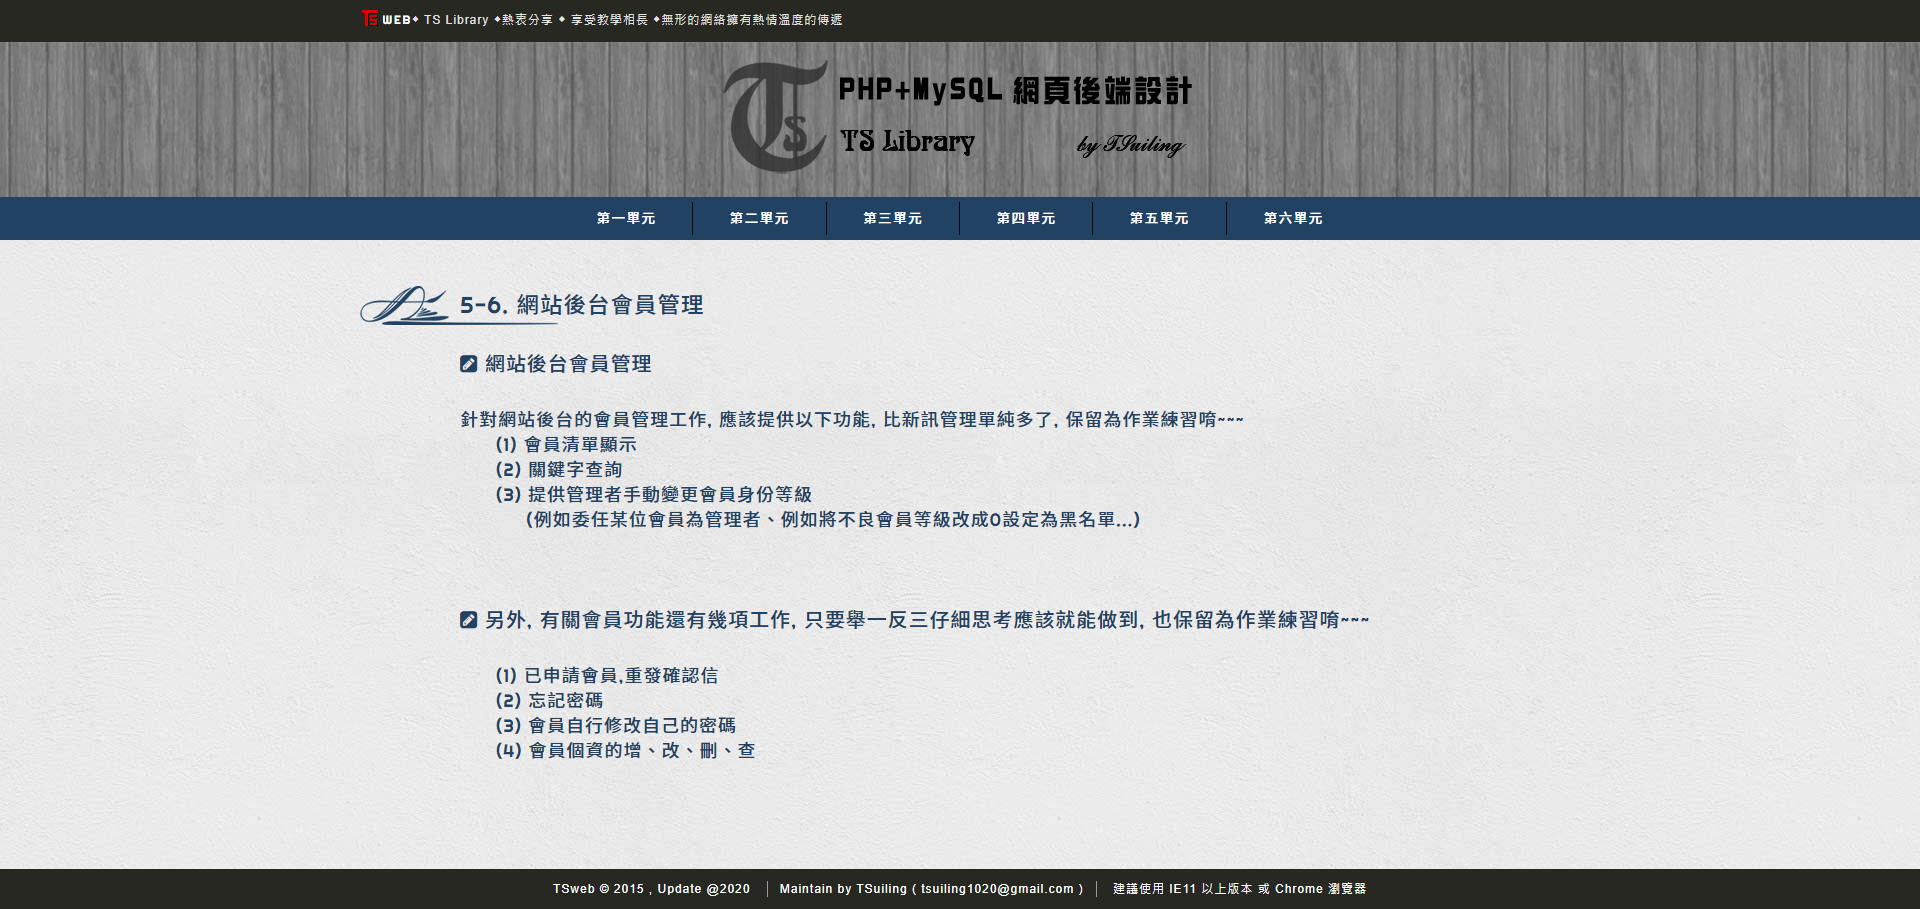 TS WEB◆ TS Library ◆熱衷分享 ◆ 享受教學相長 ◆無形的網絡擁有熱情溫度的傳遞
PHP+MySQL 網頁後端設計
TS Library by TSuiling
第一單元 第二單元 第三單元 第四單元 第五單元 第六單元
5-6. 網站後台會員管理
網站後台會員管理
針對網站後台的會員管理工作, 應該提供以下功能, 比新訊管理單純多了, 保留為作業練習唷~~~
(1) 會員清單顯示
(2) 關鍵字查詢
(3) 提供管理者手動變更會員身份等級
(例如委任某位會員為管理者、例如將不良會員等級改成0設定為黑名單...)
另外, 有關會員功能還有幾項工作, 只要舉一反三仔細思考應該就能做到, 也保留為作業練習唷~~~
(1) 已申請會員,重發確認信
(2) 忘記密碼
(3) 會員自行修改自己的密碼
(4) 會員個資的增、改、刪、查
TSweb © 2015 , Update @2020 | Maintain by TSuiling ( tsuiling1020@gmail.com ) | 建議使用 IE11 以上版本 或 Chrome 瀏覽器